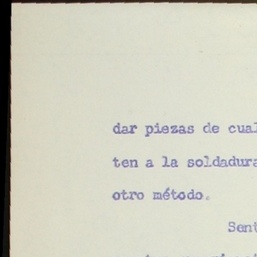 dar piezas de cual
ten a la soldadura
otro método.
Sent